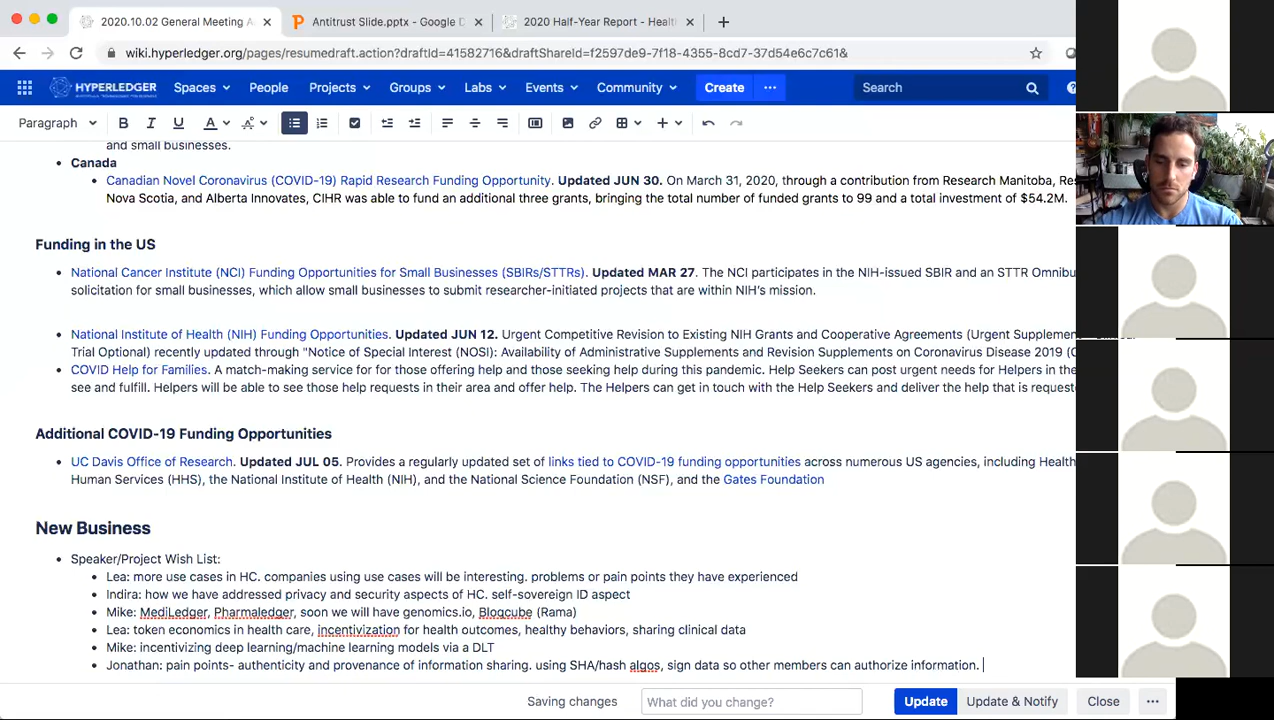 2020.10.02 General Meeting A
Antitrust Slide.pptx - Google D
2020 Half-Year Report - Health
wiki.hyperledger.org/pages/resumedraft.action?draftId=41582716&draftShareId=f2597de9-7f18-4355-8cd7-37d54e6c7c61&
HYPERLEDGER Spaces People Projects Groups Labs Events Community Create ··· Search
Paragraph B I U A
and small businesses.
Canada
Canadian Novel Coronavirus (COVID-19) Rapid Research Funding Opportunity. Updated JUN 30. On March 31, 2020, through a contribution from Research Manitoba, Res
Nova Scotia, and Alberta Innovates, CIHR was able to fund an additional three grants, bringing the total number of funded grants to 99 and a total investment of $54.2M.
Funding in the US
National Cancer Institute (NCI) Funding Opportunities for Small Businesses (SBIRs/STTRs). Updated MAR 27. The NCI participates in the NIH-issued SBIR and an STTR Omnibu
solicitation for small businesses, which allow small businesses to submit researcher-initiated projects that are within NIH's mission.
National Institute of Health (NIH) Funding Opportunities. Updated JUN 12. Urgent Competitive Revision to Existing NIH Grants and Cooperative Agreements (Urgent Supplemen
Trial Optional) recently updated through "Notice of Special Interest (NOSI): Availability of Administrative Supplements and Revision Supplements on Coronavirus Disease 2019 (C
COVID Help for Families. A match-making service for for those offering help and those seeking help during this pandemic. Help Seekers can post urgent needs for Helpers in the
see and fulfill. Helpers will be able to see those help requests in their area and offer help. The Helpers can get in touch with the Help Seekers and deliver the help that is request
Additional COVID-19 Funding Opportunities
UC Davis Office of Research. Updated JUL 05. Provides a regularly updated set of links tied to COVID-19 funding opportunities across numerous US agencies, including Health
Human Services (HHS), the National Institute of Health (NIH), and the National Science Foundation (NSF), and the Gates Foundation
New Business
Speaker/Project Wish List:
Lea: more use cases in HC. companies using use cases will be interesting. problems or pain points they have experienced
Indira: how we have addressed privacy and security aspects of HC. self-sovereign ID aspect
Mike: MediLedger, Pharmaledger, soon we will have genomics.io, Bloqcube (Rama)
Lea: token economics in health care, incentivization for health outcomes, healthy behaviors, sharing clinical data
Mike: incentivizing deep learning/machine learning models via a DLT
Jonathan: pain points- authenticity and provenance of information sharing. using SHA/hash algos, sign data so other members can authorize information.
Saving changes What did you change? Update Update & Notify Close ···